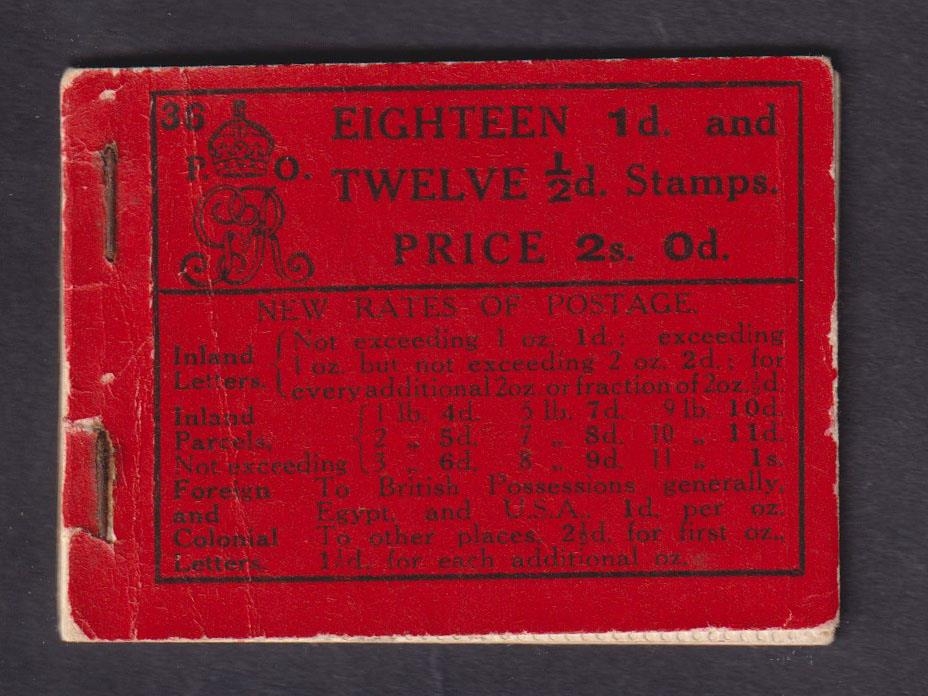 36
EIGHTEEN 1d. and
P. O.
TWELVE ½d. Stamps.
GR
PRICE 2s. 0d.
NEW RATES OF POSTAGE.
Inland Letters. { Not exceeding 1 oz. 1d.; exceeding
1 oz. but not exceeding 2 oz. 2d.; for
every additional 2oz. or fraction of 2oz. ½d.
Inland { 1 lb. 4d. 5 lb. 7d. 9 lb. 10d.
Parcels, 2 „ 5d. 7 „ 8d. 10 „ 11d.
Not exceeding 3 „ 6d. 8 „ 9d. 11 „ 1s.
Foreign To British Possessions generally,
and Egypt, and U.S.A., 1d. per oz.
Colonial To other places, 2½d. for first oz.,
Letters. 1½d. for each additional oz.